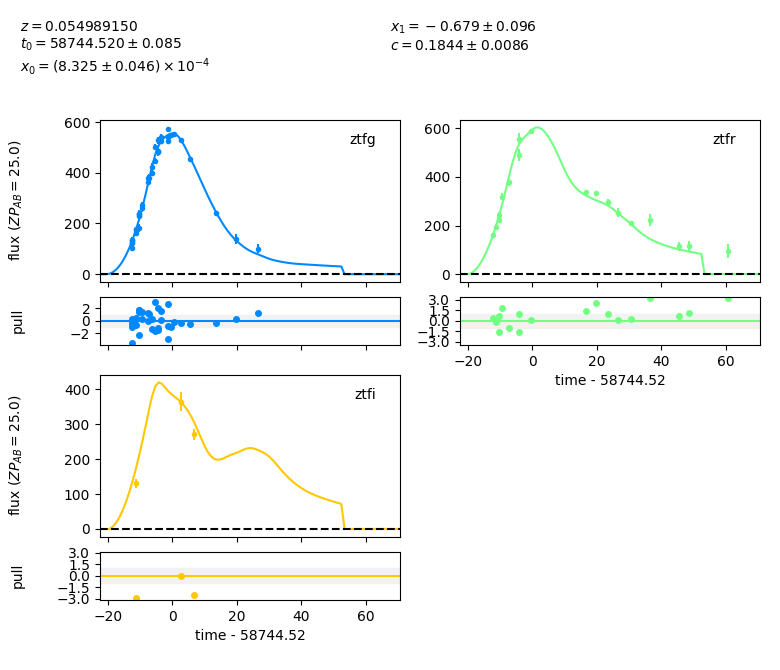 z = 0.054989150
t0 = 58744.520 ± 0.085
x0 = (8.325 ± 0.046) × 10^-4
x1 = −0.679 ± 0.096
c = 0.1844 ± 0.0086
flux (ZP_AB = 25.0)
600
400
200
0
ztfg
600
400
200
0
ztfr
pull
2
0
−2
3.0
1.5
0.0
−1.5
−3.0
−20 0 20 40 60
time - 58744.52
flux (ZP_AB = 25.0)
400
300
200
100
0
ztfi
pull
3.0
1.5
0.0
−1.5
−3.0
−20 0 20 40 60
time - 58744.52